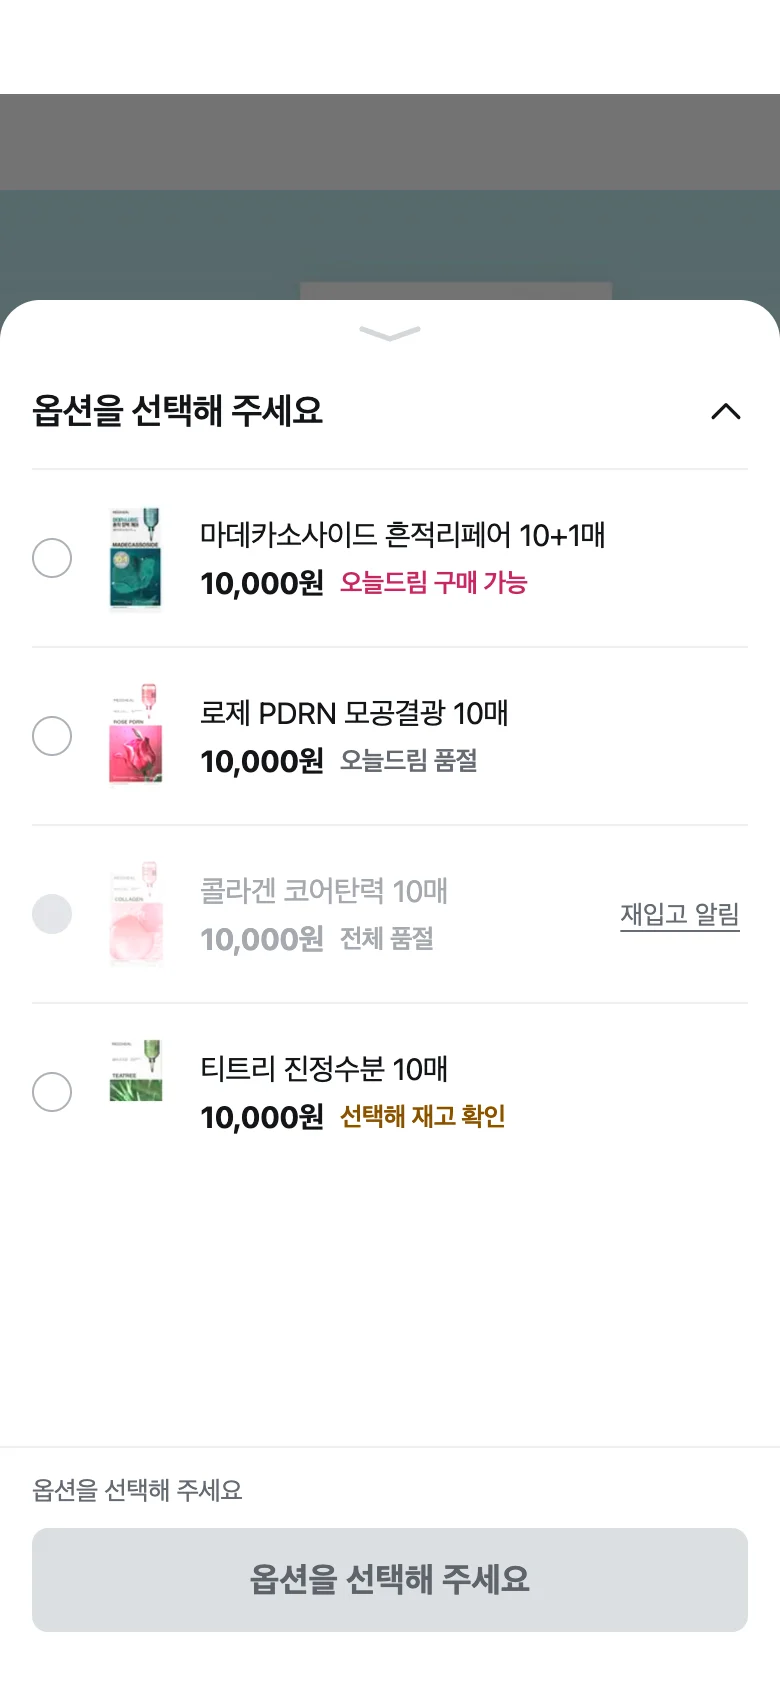 옵션을 선택해 주세요
MADECASSOSIDE
마데카소사이드 흔적리페어 10+1매
10,000원 오늘드림 구매 가능
ROSE PDRN
로제 PDRN 모공결광 10매
10,000원 오늘드림 품절
COLLAGEN
콜라겐 코어탄력 10매
10,000원 전체 품절
재입고 알림
TEATREE
티트리 진정수분 10매
10,000원 선택해 재고 확인
옵션을 선택해 주세요
옵션을 선택해 주세요